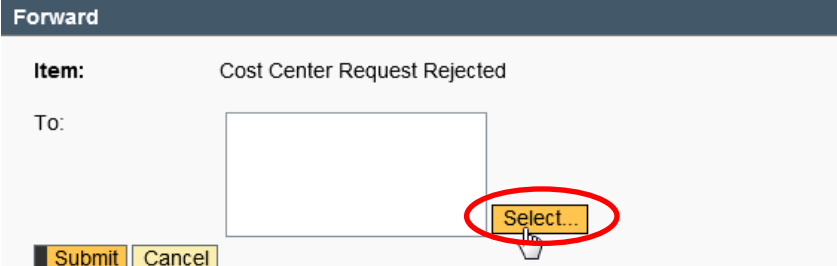 Forward
Item: Cost Center Request Rejected
To:
Select...
Submit Cancel